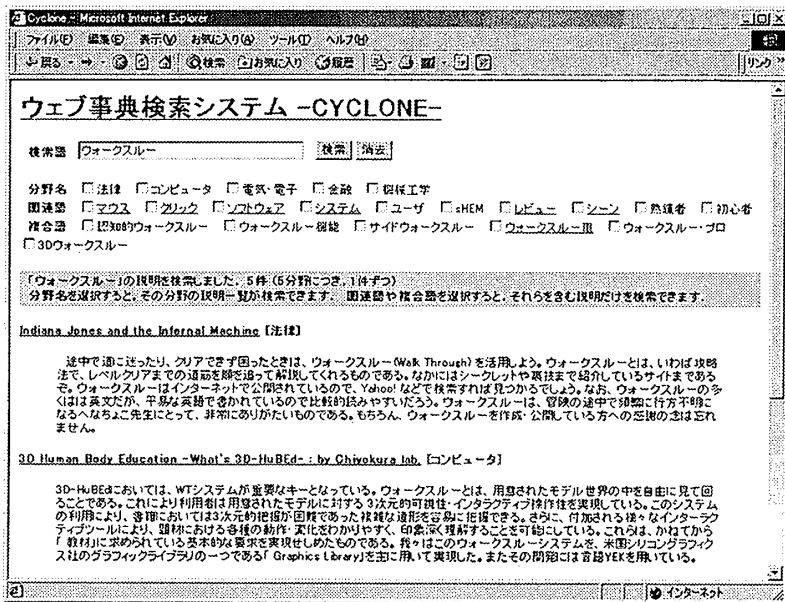 Cyclone - Microsoft Internet Explorer
ファイル(F) 編集(E) 表示(V) お気に入り(A) ツール(T) ヘルプ(H)
戻る 検索 お気に入り 履歴 リンク »
ウェブ事典検索システム -CYCLONE-
検索語 ウォークスルー 検索 消去
分野名 □法律 □コンピュータ □電気・電子 □金融 □機械工学
関連語 □マウス □クリック □ソフトウェア □システム □ユーザ □sHEM □レビュー □シーン □熟練者 □初心者
複合語 □認知的ウォークスルー □ウォークスルー機能 □サイドウォークスルー □ウォークスルー用 □ウォークスルー・プロ
□3Dウォークスルー
「ウォークスルー」の説明を検索しました. 5件(5分野につき, 1件ずつ)
分野名を選択すると, その分野の説明一覧が検索できます. 関連語や複合語を選択すると, それらを含む説明だけを検索できます.
Indiana Jones and the Infernal Machine [法律]
途中で道に迷ったり、クリアできず困ったときは、ウォークスルー(Walk Through)を活用しよう。ウォークスルーとは、いわば攻略
法で、レベルクリアまでの道筋を順を追って解説してくれるものである。なかにはシークレットや裏技まで紹介しているサイトまである
ぞ。ウォークスルーはインターネットで公開されているので、Yahoo! などで検索すれば見つかるでしょう。なお、ウォークスルーの多
くは英文だが、平易な英語で書かれているので比較的読みやすいだろう。ウォークスルーは、冒険の途中で頻繁に行方不明に
なるへなちょこ先生にとって、非常にありがたいものである。もちろん、ウォークスルーを作成・公開している方への感謝の念は忘れ
ません。
3D Human Body Education -What's 3D-HuBEd- : by Chiyokura lab. [コンピュータ]
3D-HuBEdにおいては、WTシステムが重要なキーとなっている。ウォークスルーとは、用意されたモデル世界の中を自由に見て回
ることである。これにより利用者は用意されたモデルに対する 3次元的可視性・インタラクティブ操作性を実現している。このシステム
の利用により、書物においては3次元的把握が困難であった複雑な造形を容易に把握できる。さらに、付加される様々なインターラク
ティブツールにより、題材における各種の動作・変化をわかりやすく、印象深く理解することを可能にしている。これらは、かねてから
「教材」に求められている基本的な要求を実現せしめたものである。我々はこのウォークスルーシステムを、米国シリコングラフィク
ス社のグラフィックライブラリの一つである「 Graphics Library」を主に用いて実現した。またその開発には言語YEKを用いている。
インターネット